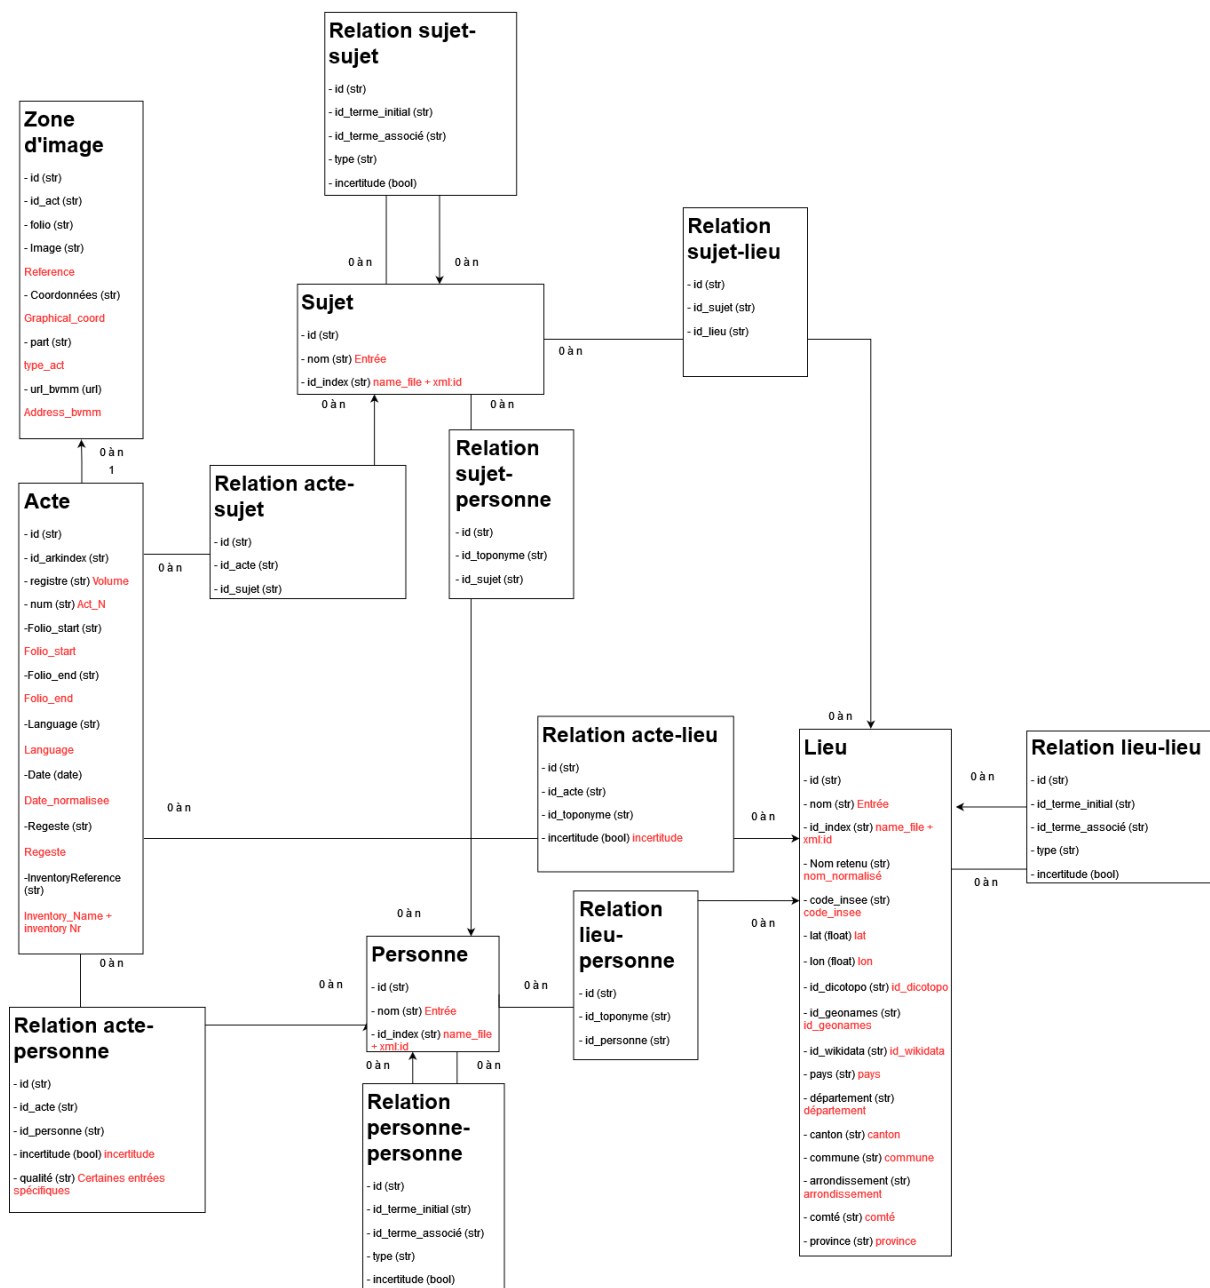 Relation sujet-
sujet
- id (str)
- id_terme_initial (str)
- id_terme_associé (str)
- type (str)
- incertitude (bool)
0 à n
0 à n
Zone
d'image
- id (str)
- id_act (str)
- folio (str)
- Image (str)
Reference
- Coordonnées (str)
Graphical_coord
- part (str)
type_act
- url_bvmm (url)
Address_bvmm
0 à n
1
Sujet
- id (str)
- nom (str) Entrée
- id_index (str) name_file + xml:id
0 à n
0 à n
0 à n
Relation
sujet-lieu
- id (str)
- id_sujet (str)
- id_lieu (str)
Relation
sujet-
personne
- id (str)
- id_toponyme (str)
- id_sujet (str)
Relation acte-
sujet
- id (str)
- id_acte (str)
- id_sujet (str)
0 à n
Acte
- id (str)
- id_arkindex (str)
- registre (str) Volume
- num (str) Act_N
-Folio_start (str)
Folio_start
-Folio_end (str)
Folio_end
-Language (str)
Language
-Date (date)
Date_normalisee
-Regeste (str)
Regeste
-InventoryReference
(str)
Inventory_Name +
inventory Nr
0 à n
0 à n
Relation acte-lieu
- id (str)
- id_acte (str)
- id_toponyme (str)
- incertitude (bool) incertitude
0 à n
0 à n
Lieu
- id (str)
- nom (str) Entrée
- id_index (str) name_file +
xml:id
- Nom retenu (str)
nom_normalisé
- code_insee (str)
code_insee
- lat (float) lat
- lon (float) lon
- id_dicotopo (str) id_dicotopo
- id_geonames (str)
id_geonames
- id_wikidata (str) id_wikidata
- pays (str) pays
- département (str)
département
- canton (str) canton
- commune (str) commune
- arrondissement (str)
arrondissement
- comté (str) comté
- province (str) province
0 à n
0 à n
Relation lieu-lieu
- id (str)
- id_terme_initial (str)
- id_terme_associé (str)
- type (str)
- incertitude (bool)
Relation
lieu-
personne
- id (str)
- id_toponyme (str)
- id_personne (str)
0 à n
0 à n
0 à n
0 à n
Personne
- id (str)
- nom (str) Entrée
- id_index (str) name_file
+ xml:id
0 à n
0 à n
Relation acte-
personne
- id (str)
- id_acte (str)
- id_personne (str)
- incertitude (bool) incertitude
- qualité (str) Certaines entrées
spécifiques
Relation
personne-
personne
- id (str)
- id_terme_initial (str)
- id_terme_associé (str)
- type (str)
- incertitude (bool)